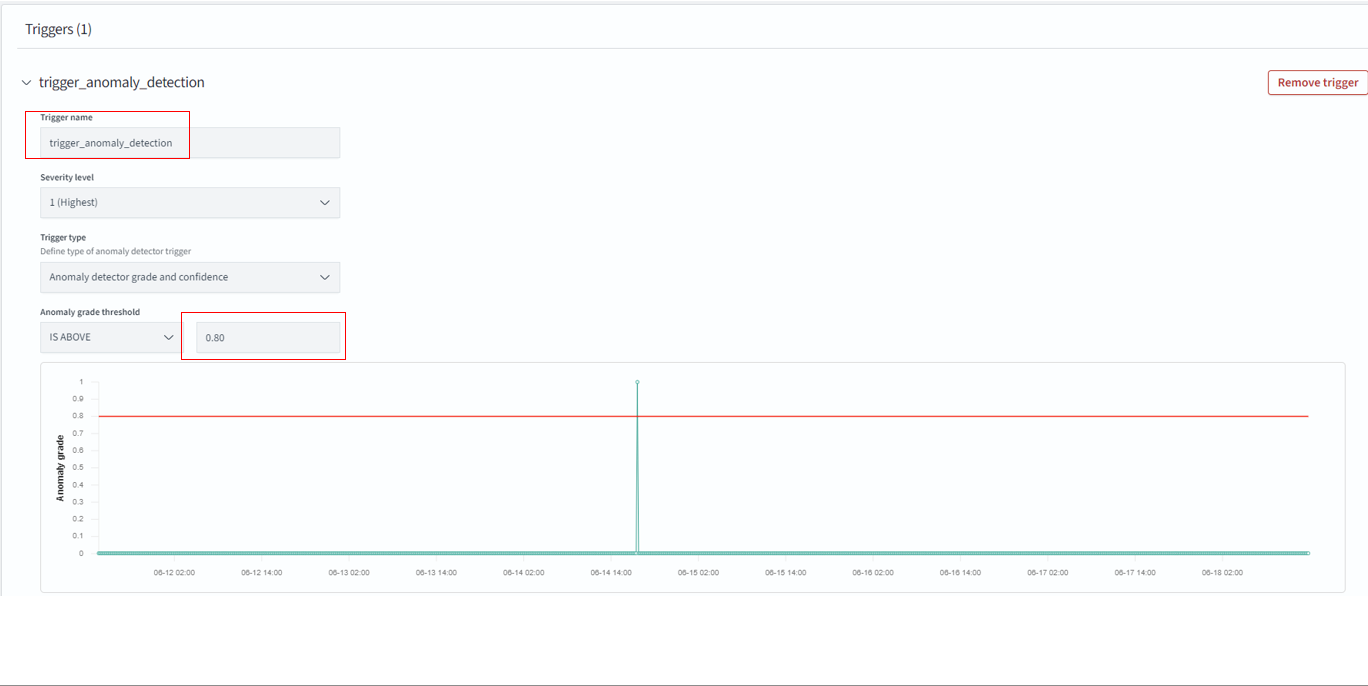 Triggers (1)
trigger_anomaly_detection
Remove trigger
Trigger name
trigger_anomaly_detection
Severity level
1 (Highest)
Trigger type
Define type of anomaly detector trigger
Anomaly detector grade and confidence
Anomaly grade threshold
IS ABOVE
0.80
Anomaly grade
1
0.9
0.8
0.7
0.6
0.5
0.4
0.3
0.2
0.1
0
06-12 02:00 06-12 14:00 06-13 02:00 06-13 14:00 06-14 02:00 06-14 14:00 06-15 02:00 06-15 14:00 06-16 02:00 06-16 14:00 06-17 02:00 06-17 14:00 06-18 02:00